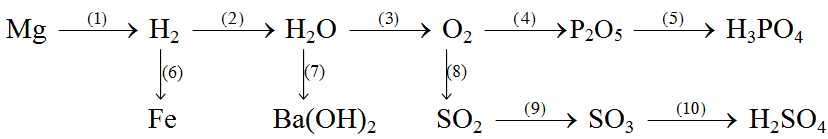 Mg (1) H₂ (2) H₂O (3) O₂ (4) P₂O₅ (5) H₃PO₄
(6) (7) (8)
Fe Ba(OH)₂ SO₂ (9) SO₃ (10) H₂SO₄